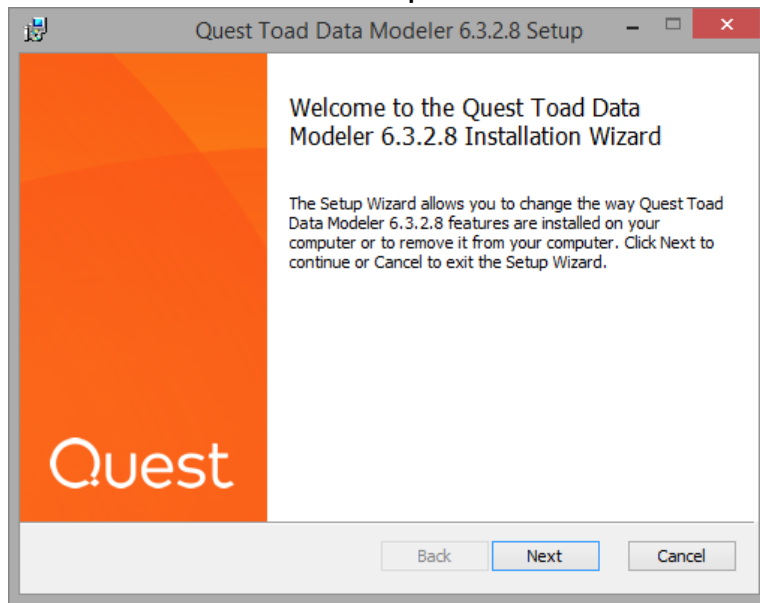 Quest Toad Data Modeler 6.3.2.8 Setup
Welcome to the Quest Toad Data
Modeler 6.3.2.8 Installation Wizard
The Setup Wizard allows you to change the way Quest Toad
Data Modeler 6.3.2.8 features are installed on your
computer or to remove it from your computer. Click Next to
continue or Cancel to exit the Setup Wizard.
Quest
Back Next Cancel